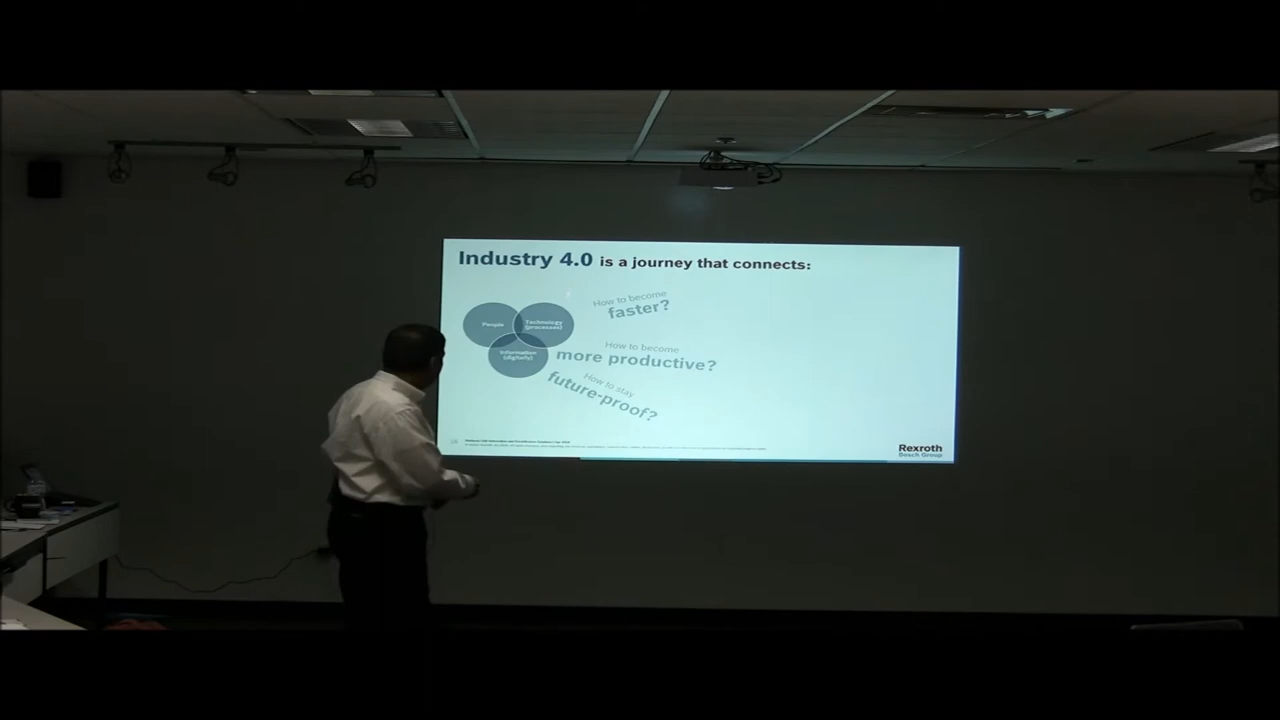 Industry 4.0 is a journey that connects:
People
Technology
(processes)
Information
(digitally)
How to become
faster?
How to become
more productive?
How to stay
future-proof?
Rexroth
Bosch Group